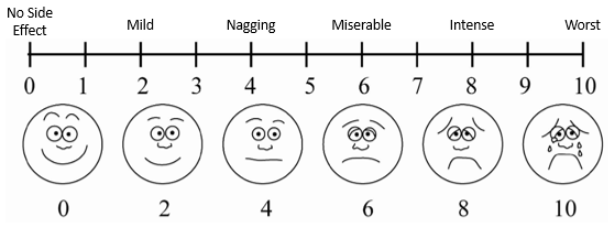 No Side Effect Mild Nagging Miserable Intense Worst
0 1 2 3 4 5 6 7 8 9 10
0 2 4 6 8 10